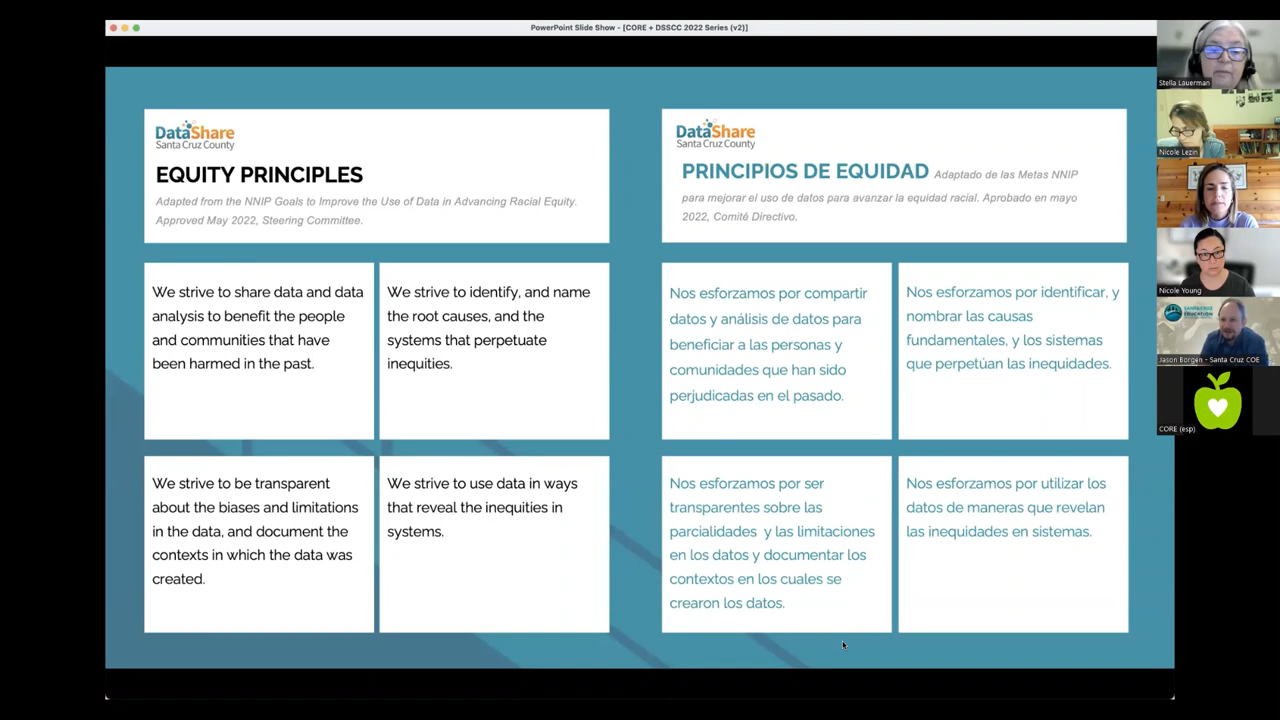 PowerPoint Slide Show - [CORE + DSSCC 2022 Series (v2)]
DataShare
Santa Cruz County
EQUITY PRINCIPLES
Adapted from the NNIP Goals to Improve the Use of Data in Advancing Racial Equity.
Approved May 2022, Steering Committee.
We strive to share data and data
analysis to benefit the people
and communities that have
been harmed in the past.
We strive to identify, and name
the root causes, and the
systems that perpetuate
inequities.
We strive to be transparent
about the biases and limitations
in the data, and document the
contexts in which the data was
created.
We strive to use data in ways
that reveal the inequities in
systems.
DataShare
Santa Cruz County
PRINCIPIOS DE EQUIDAD Adaptado de las Metas NNIP
para mejorar el uso de datos para avanzar la equidad racial. Aprobado en mayo
2022, Comité Directivo.
Nos esforzamos por compartir
datos y análisis de datos para
beneficiar a las personas y
comunidades que han sido
perjudicadas en el pasado.
Nos esforzamos por identificar, y
nombrar las causas
fundamentales, y los sistemas
que perpetúan las inequidades.
Nos esforzamos por ser
transparentes sobre las
parcialidades y las limitaciones
en los datos y documentar los
contextos en los cuales se
crearon los datos.
Nos esforzamos por utilizar los
datos de maneras que revelan
las inequidades en sistemas.
Stella Lauerman
Nicole Lezin
Nicole Young
SANTA CRUZ
EDUCATION
Jason Borgen - Santa Cruz COE
CORE (esp)